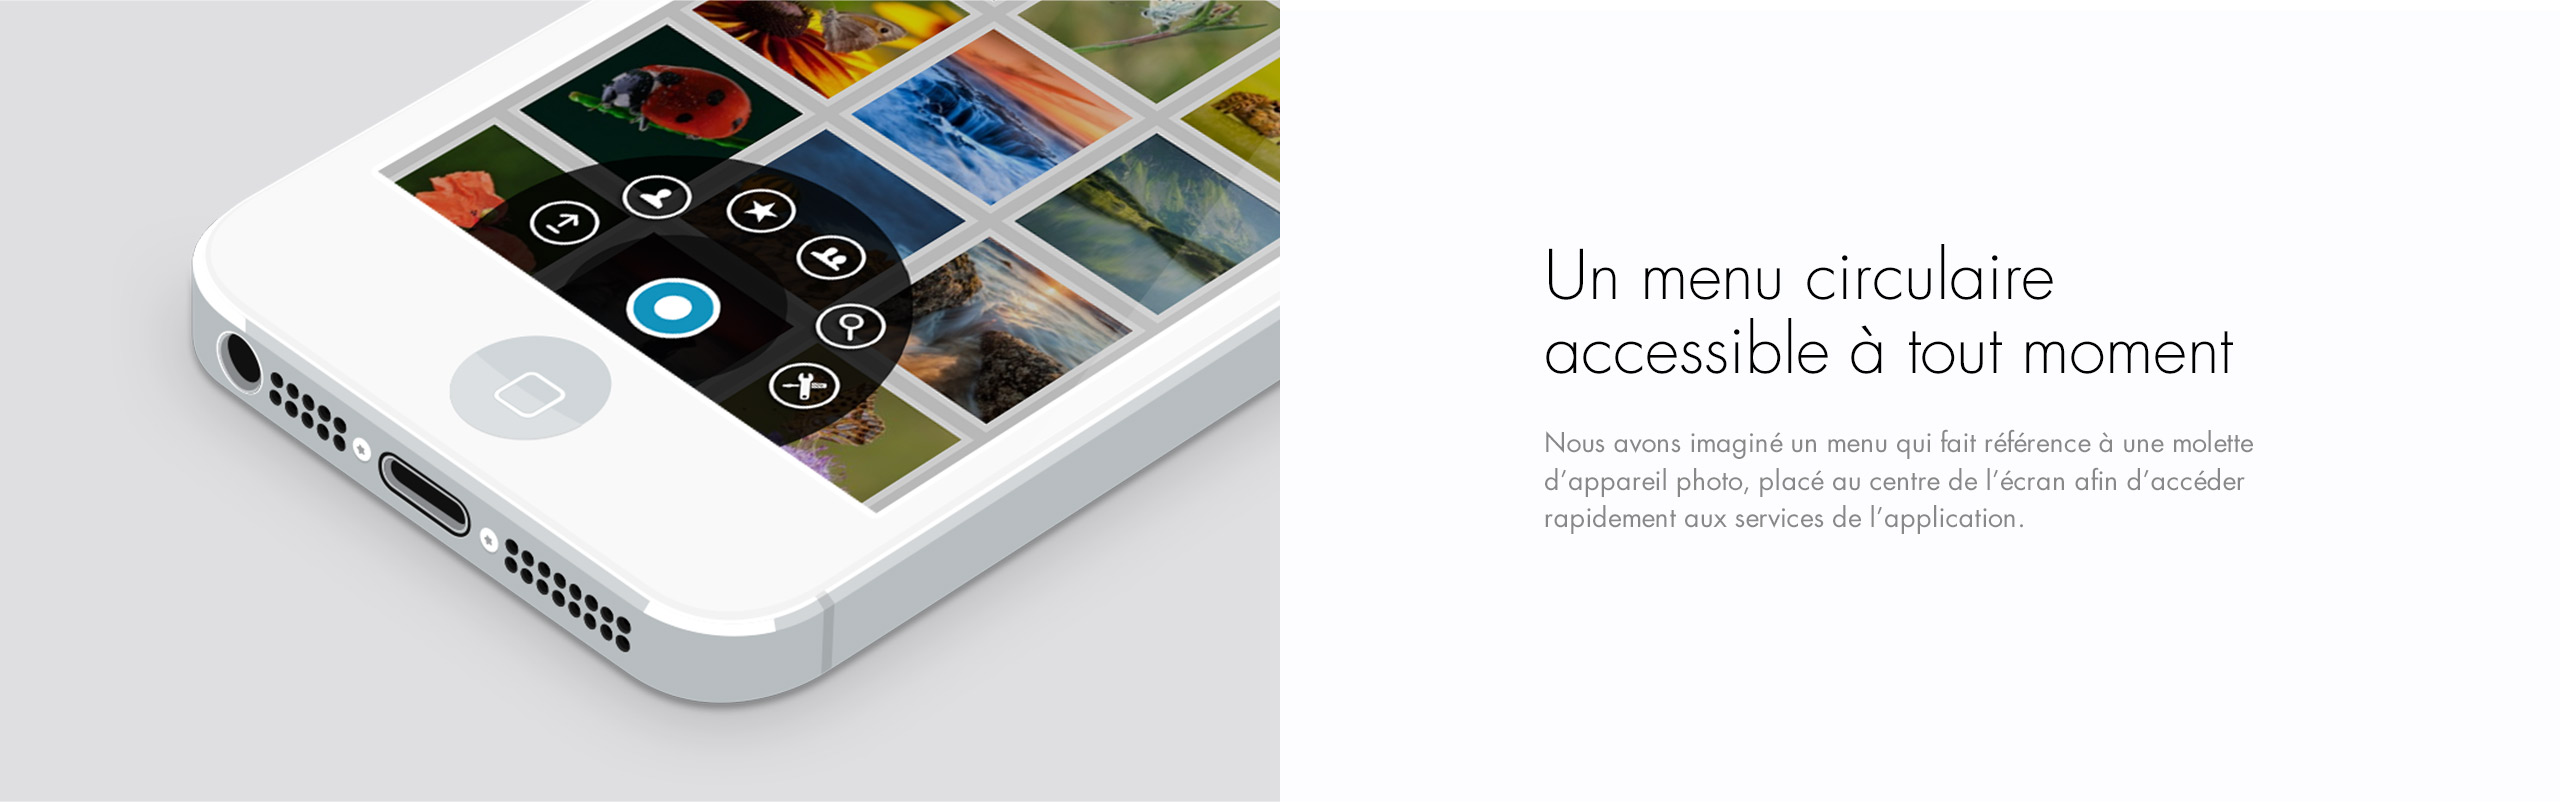 Un menu circulaire
accessible à tout moment
Nous avons imaginé un menu qui fait référence à une molette
d’appareil photo, placé au centre de l’écran afin d’accéder
rapidement aux services de l’application.